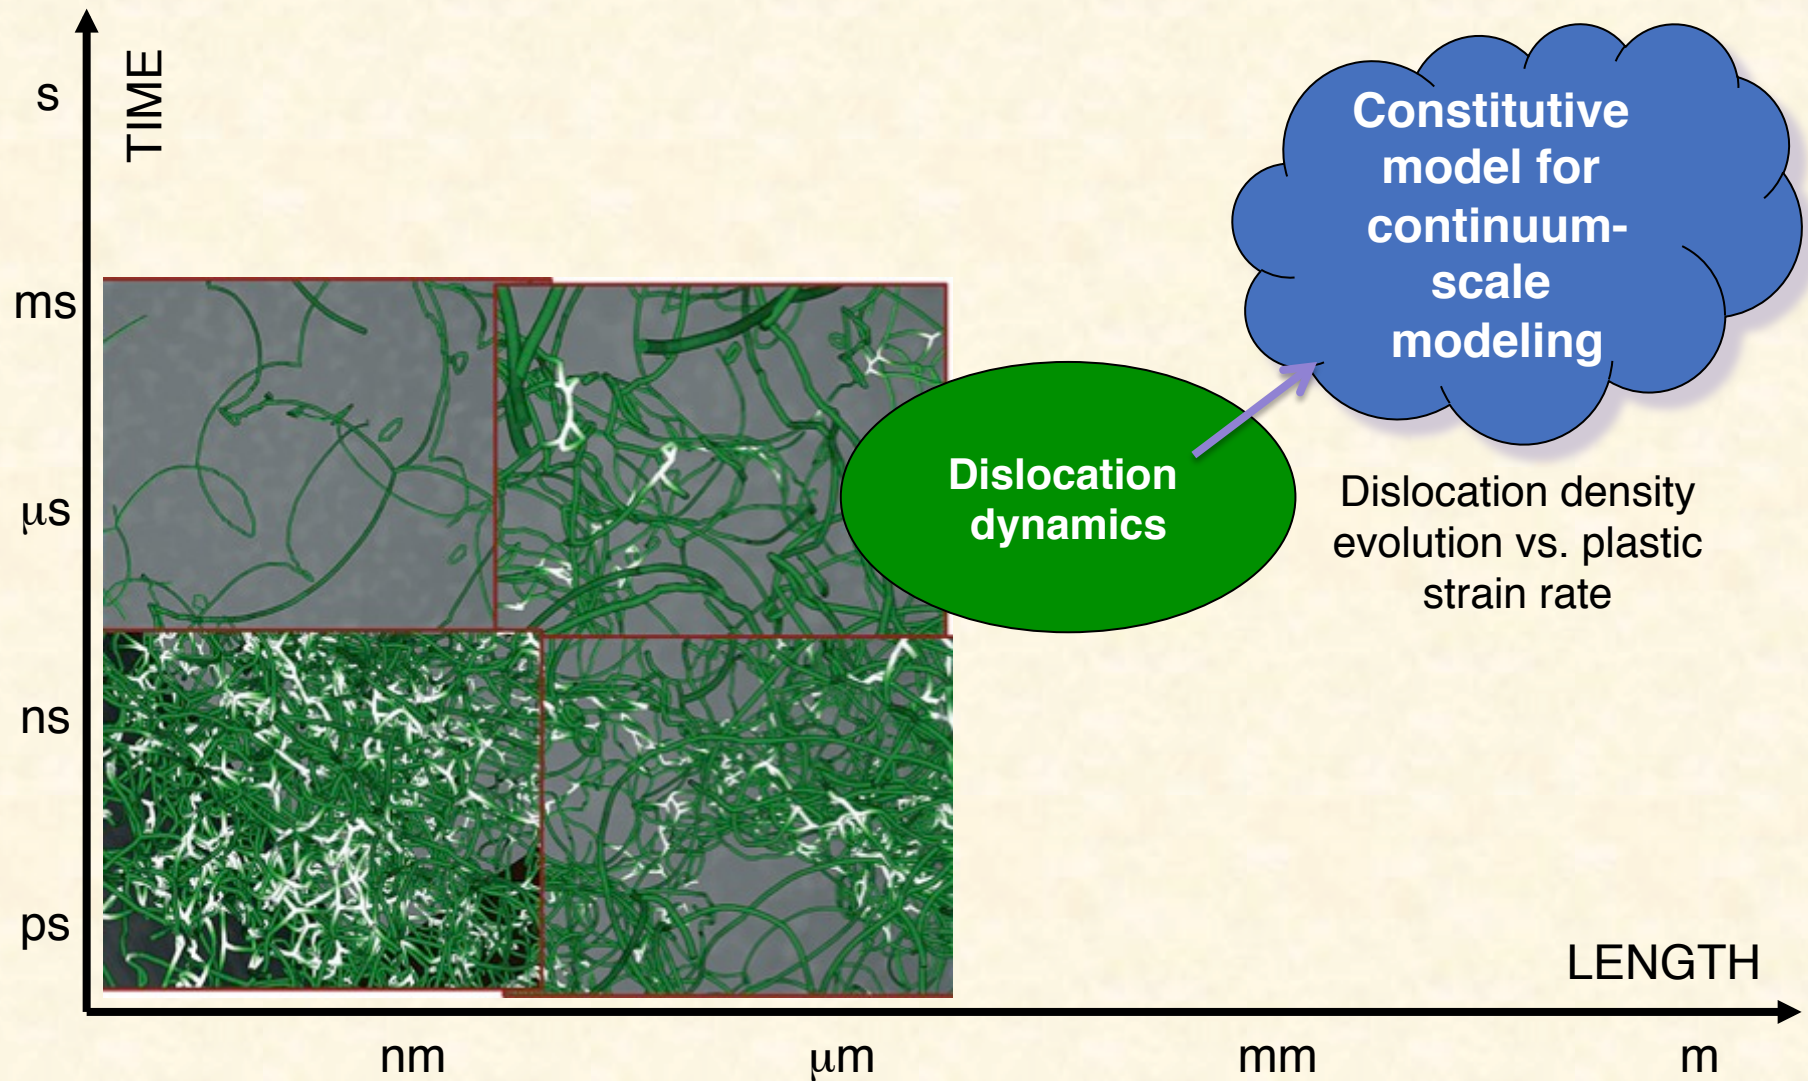 s
TIME
ms
μs
ns
ps
Constitutive
model for
continuum-
scale
modeling
Dislocation
dynamics
Dislocation density
evolution vs. plastic
strain rate
LENGTH
nm
μm
mm
m